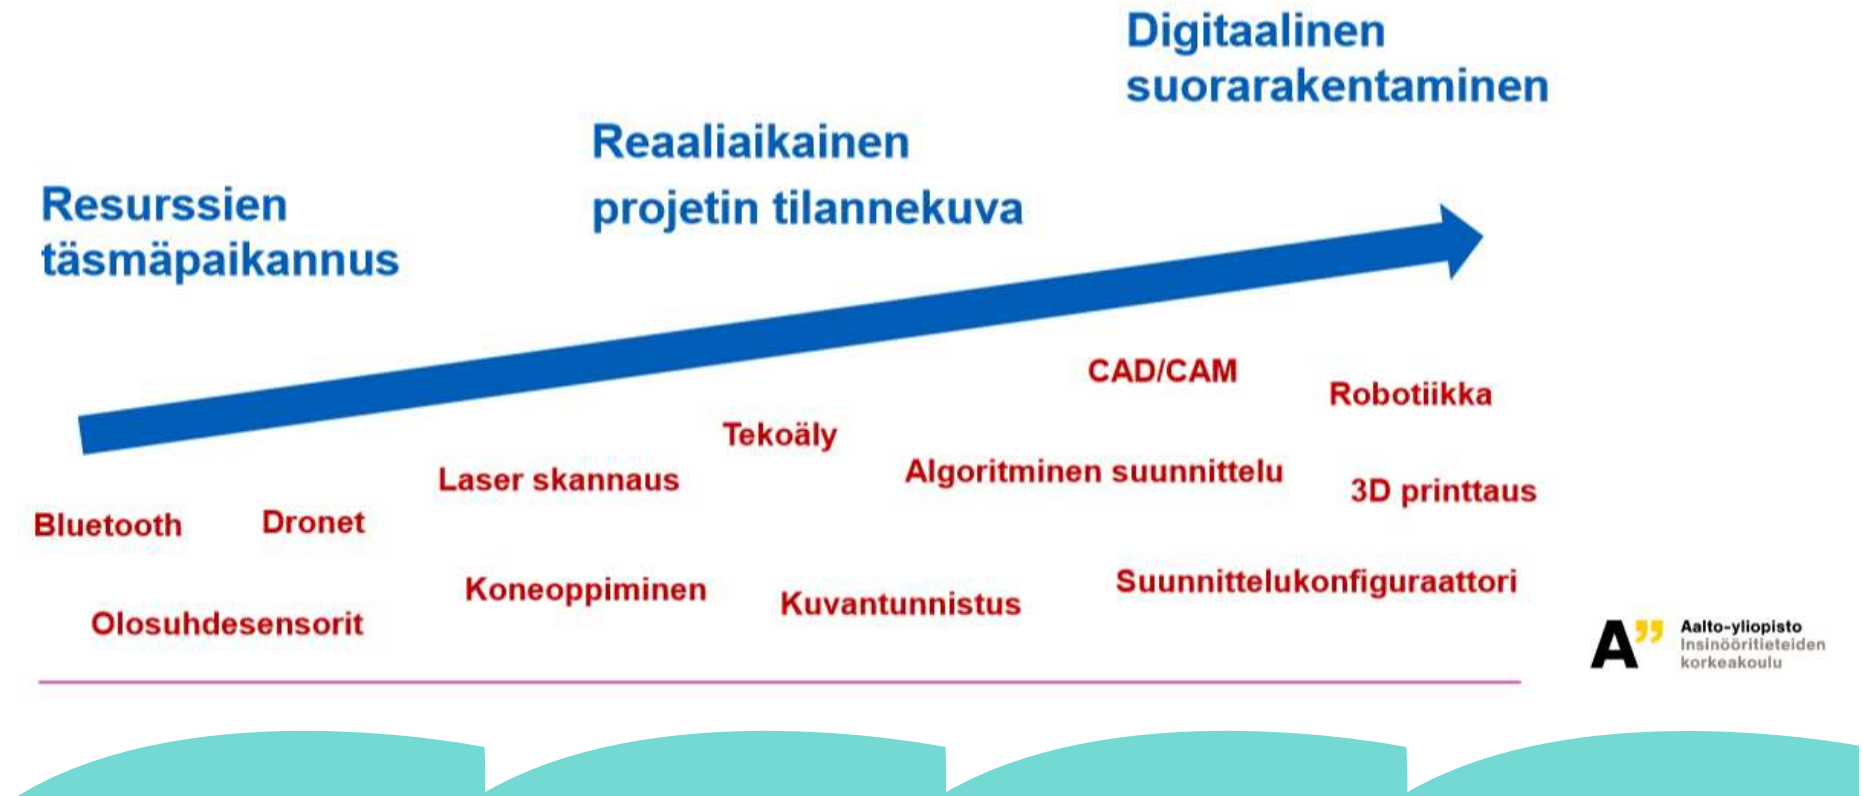 Digitaalinen
suorarakentaminen
Reaaliaikainen
projetin tilannekuva
Resurssien
täsmäpaikannus
CAD/CAM
Robotiikka
Tekoäly
Laser skannaus
Algoritminen suunnittelu
3D printtaus
Bluetooth
Dronet
Koneoppiminen
Kuvantunnistus
Suunnittelukonfiguraattori
Olosuhdesensorit
A”
Aalto-yliopisto
Insinööritieteiden
korkeakoulu